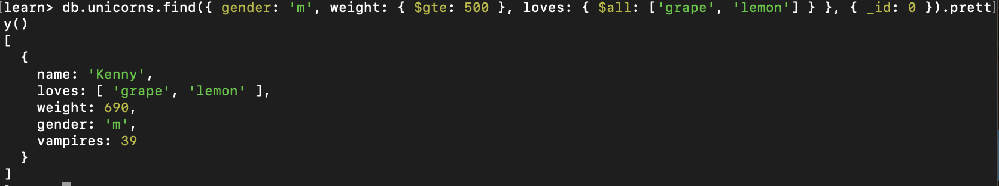 [learn> db.unicorns.find({ gender: 'm', weight: { $gte: 500 }, loves: { $all: ['grape', 'lemon'] } }, { _id: 0 }).prett]
y()
[
  {
    name: 'Kenny',
    loves: [ 'grape', 'lemon' ],
    weight: 690,
    gender: 'm',
    vampires: 39
  }
]